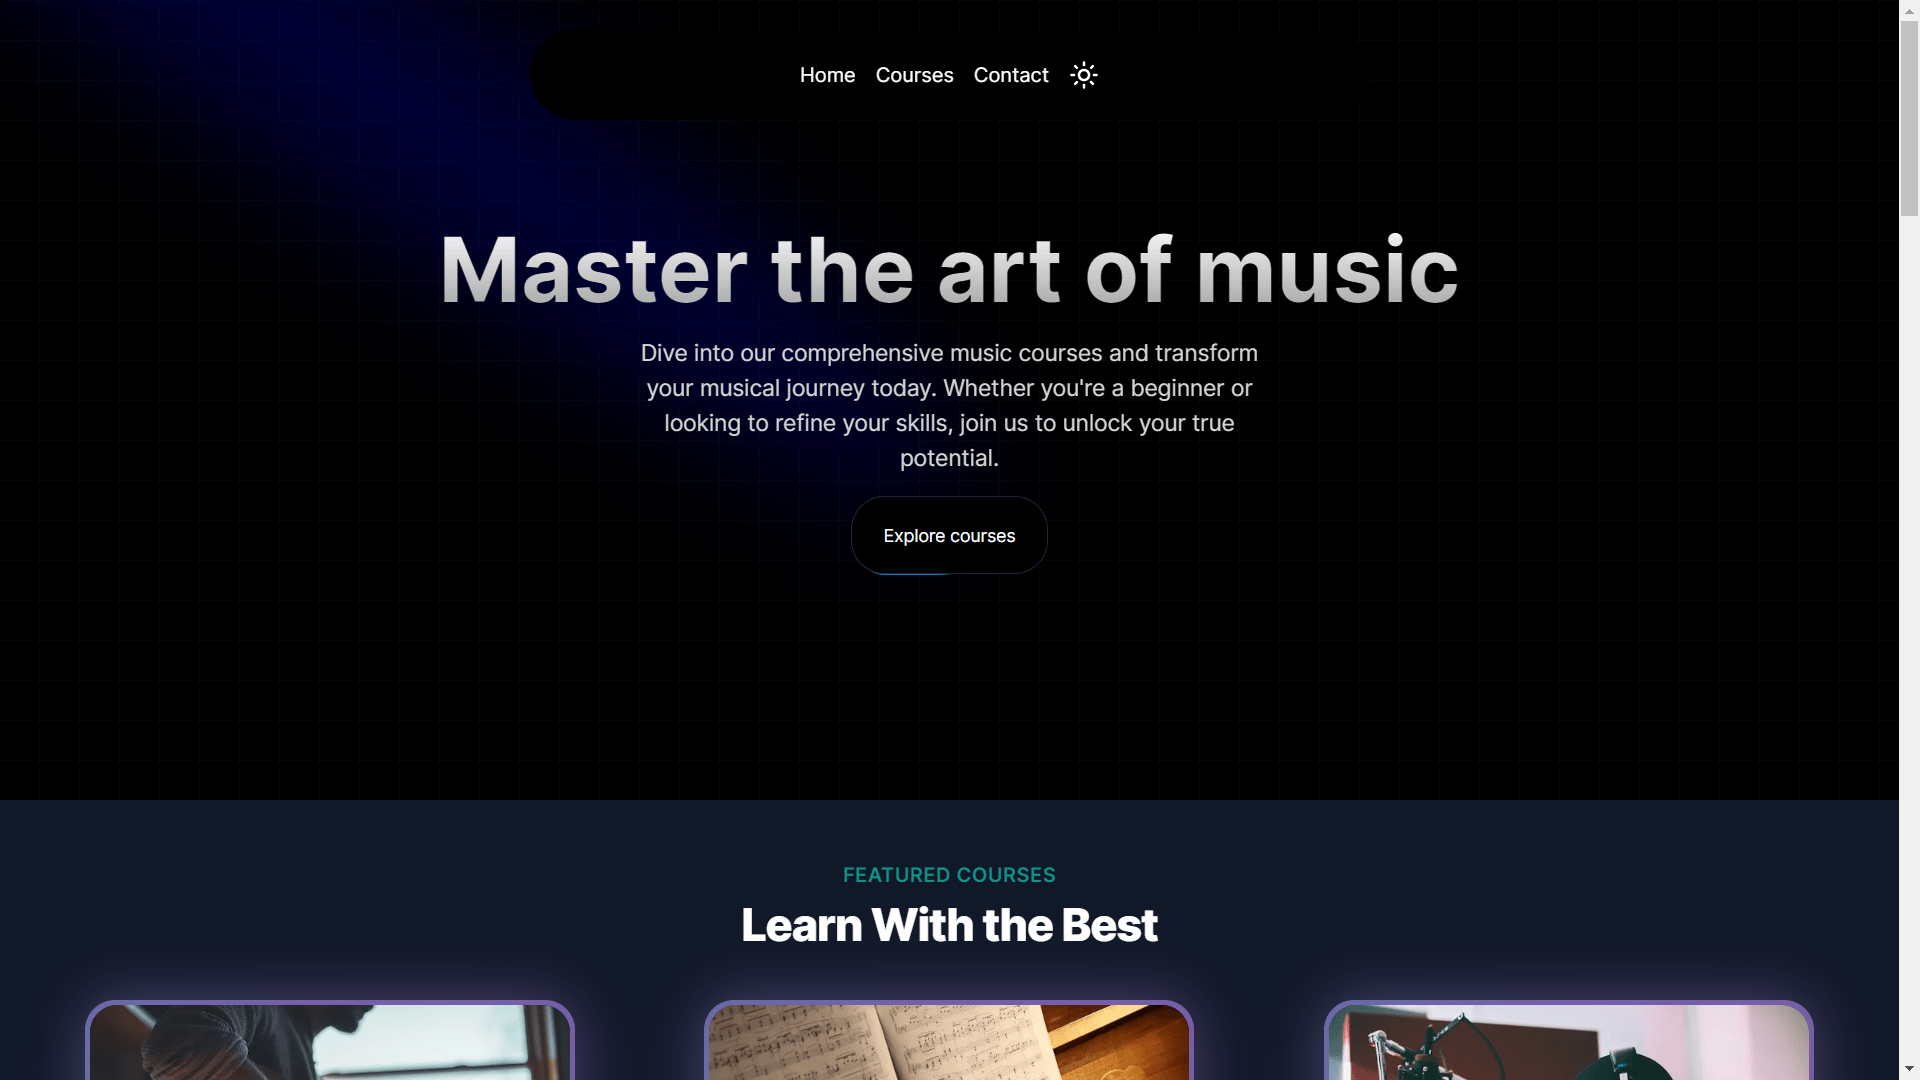 Home Courses Contact
Master the art of music
Dive into our comprehensive music courses and transform
your musical journey today. Whether you're a beginner or
looking to refine your skills, join us to unlock your true
potential.
Explore courses
FEATURED COURSES
Learn With the Best